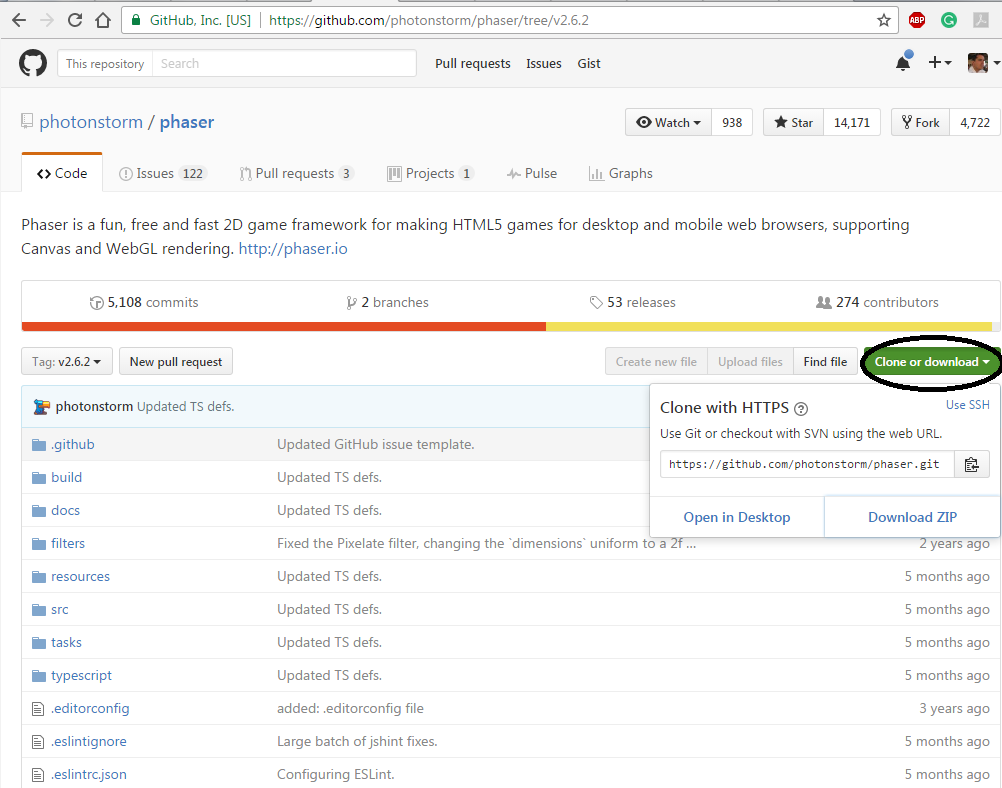 GitHub, Inc. [US] https://github.com/photonstorm/phaser/tree/v2.6.2 ABP G
This repository Search Pull requests Issues Gist
photonstorm / phaser Watch 938 Star 14,171 Fork 4,722
Code Issues 122 Pull requests 3 Projects 1 Pulse Graphs
Phaser is a fun, free and fast 2D game framework for making HTML5 games for desktop and mobile web browsers, supporting
Canvas and WebGL rendering. http://phaser.io
5,108 commits 2 branches 53 releases 274 contributors
Tag: v2.6.2 New pull request Create new file Upload files Find file Clone or download
photonstorm Updated TS defs.
Clone with HTTPS ? Use SSH
Use Git or checkout with SVN using the web URL.
https://github.com/photonstorm/phaser.git
Open in Desktop Download ZIP
.github Updated GitHub issue template.
build Updated TS defs.
docs Updated TS defs.
filters Fixed the Pixelate filter, changing the `dimensions` uniform to a 2f ... 2 years ago
resources Updated TS defs. 5 months ago
src Updated TS defs. 5 months ago
tasks Updated TS defs. 5 months ago
typescript Updated TS defs. 5 months ago
.editorconfig added: .editorconfig file 3 years ago
.eslintignore Large batch of jshint fixes. 5 months ago
.eslintrc.json Configuring ESLint. 5 months ago